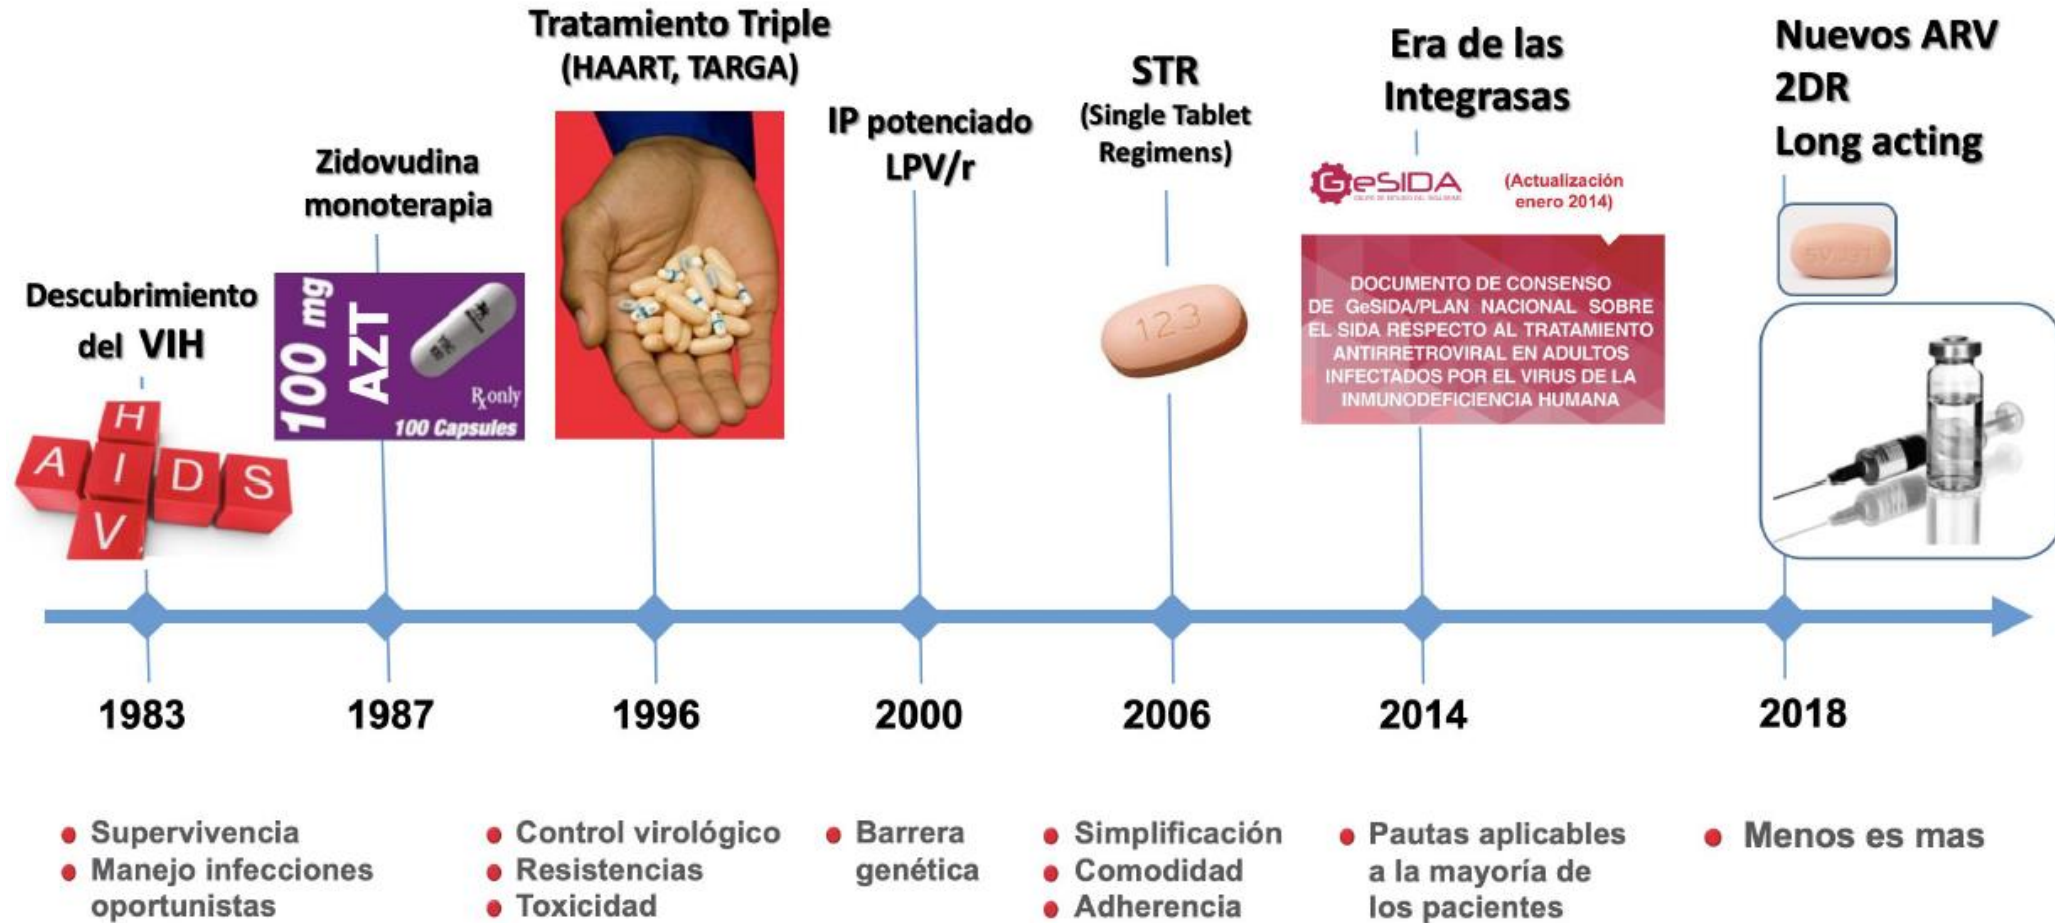 Descubrimiento
del VIH
H
A I D S
V
Zidovudina
monoterapia
100 mg
AZT
Rx only
100 Capsules
Tratamiento Triple
(HAART, TARGA)
IP potenciado
LPV/r
STR
(Single Tablet
Regimens)
123
Era de las
Integrasas
GeSIDA
(Actualización
enero 2014)
DOCUMENTO DE CONSENSO
DE GeSIDA/PLAN NACIONAL SOBRE
EL SIDA RESPECTO AL TRATAMIENTO
ANTIRRETROVIRAL EN ADULTOS
INFECTADOS POR EL VIRUS DE LA
INMUNODEFICIENCIA HUMANA
Nuevos ARV
2DR
Long acting
1983
1987
1996
2000
2006
2014
2018
Supervivencia
Manejo infecciones
oportunistas
Control virológico
Resistencias
Toxicidad
Barrera
genética
Simplificación
Comodidad
Adherencia
Pautas aplicables
a la mayoría de
los pacientes
Menos es mas